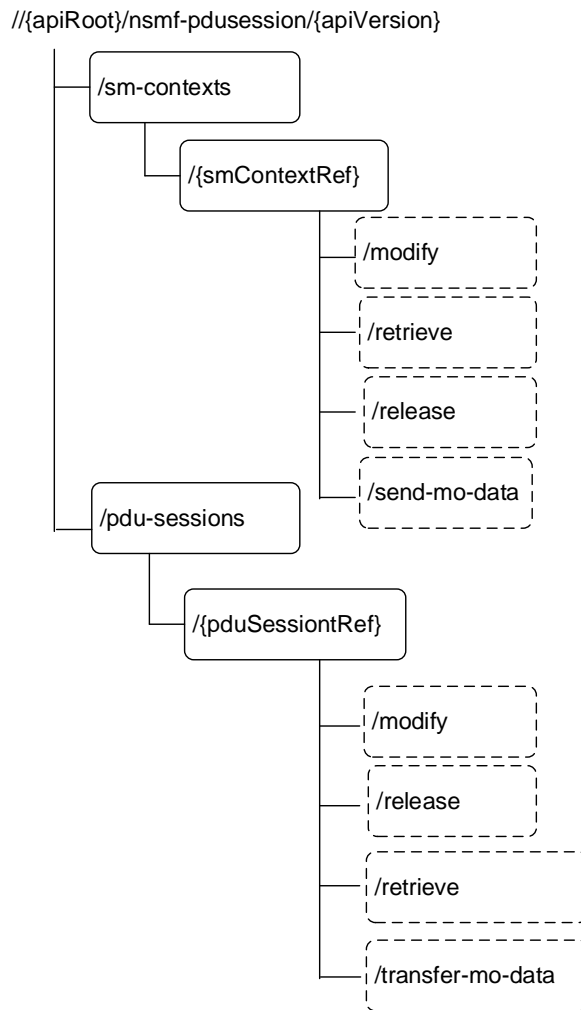 //{apiRoot}/nsmf-pdusession/{apiVersion}
/sm-contexts
/{smContextRef}
/modify
/retrieve
/release
/send-mo-data
/pdu-sessions
/{pduSessiontRef}
/modify
/release
/retrieve
/transfer-mo-data